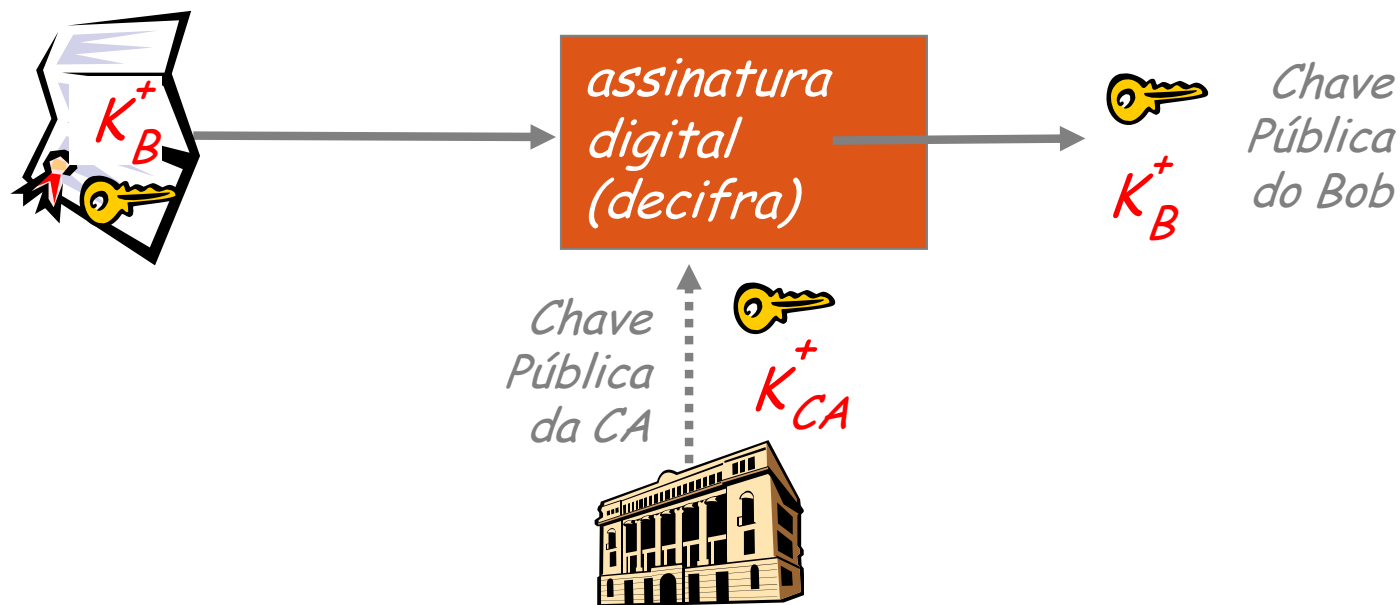 K+B
assinatura
digital
(decifra)
Chave
Pública
do Bob
K+B
Chave
Pública
da CA
K+CA